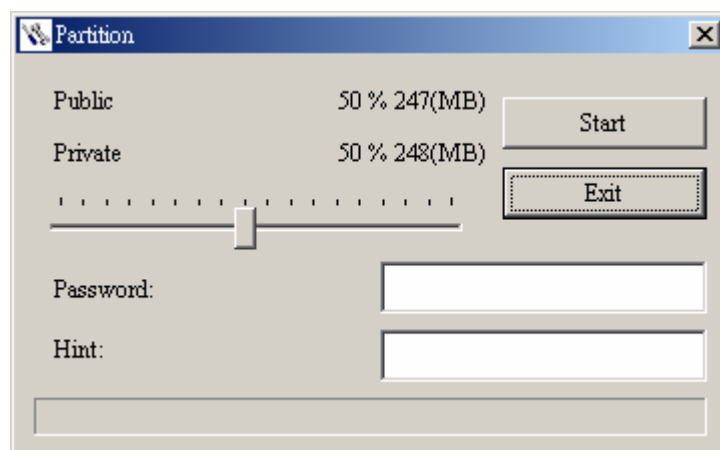 Partition
Public 50 % 247(MB)
Start
Private 50 % 248(MB)
Exit
Password:
Hint: